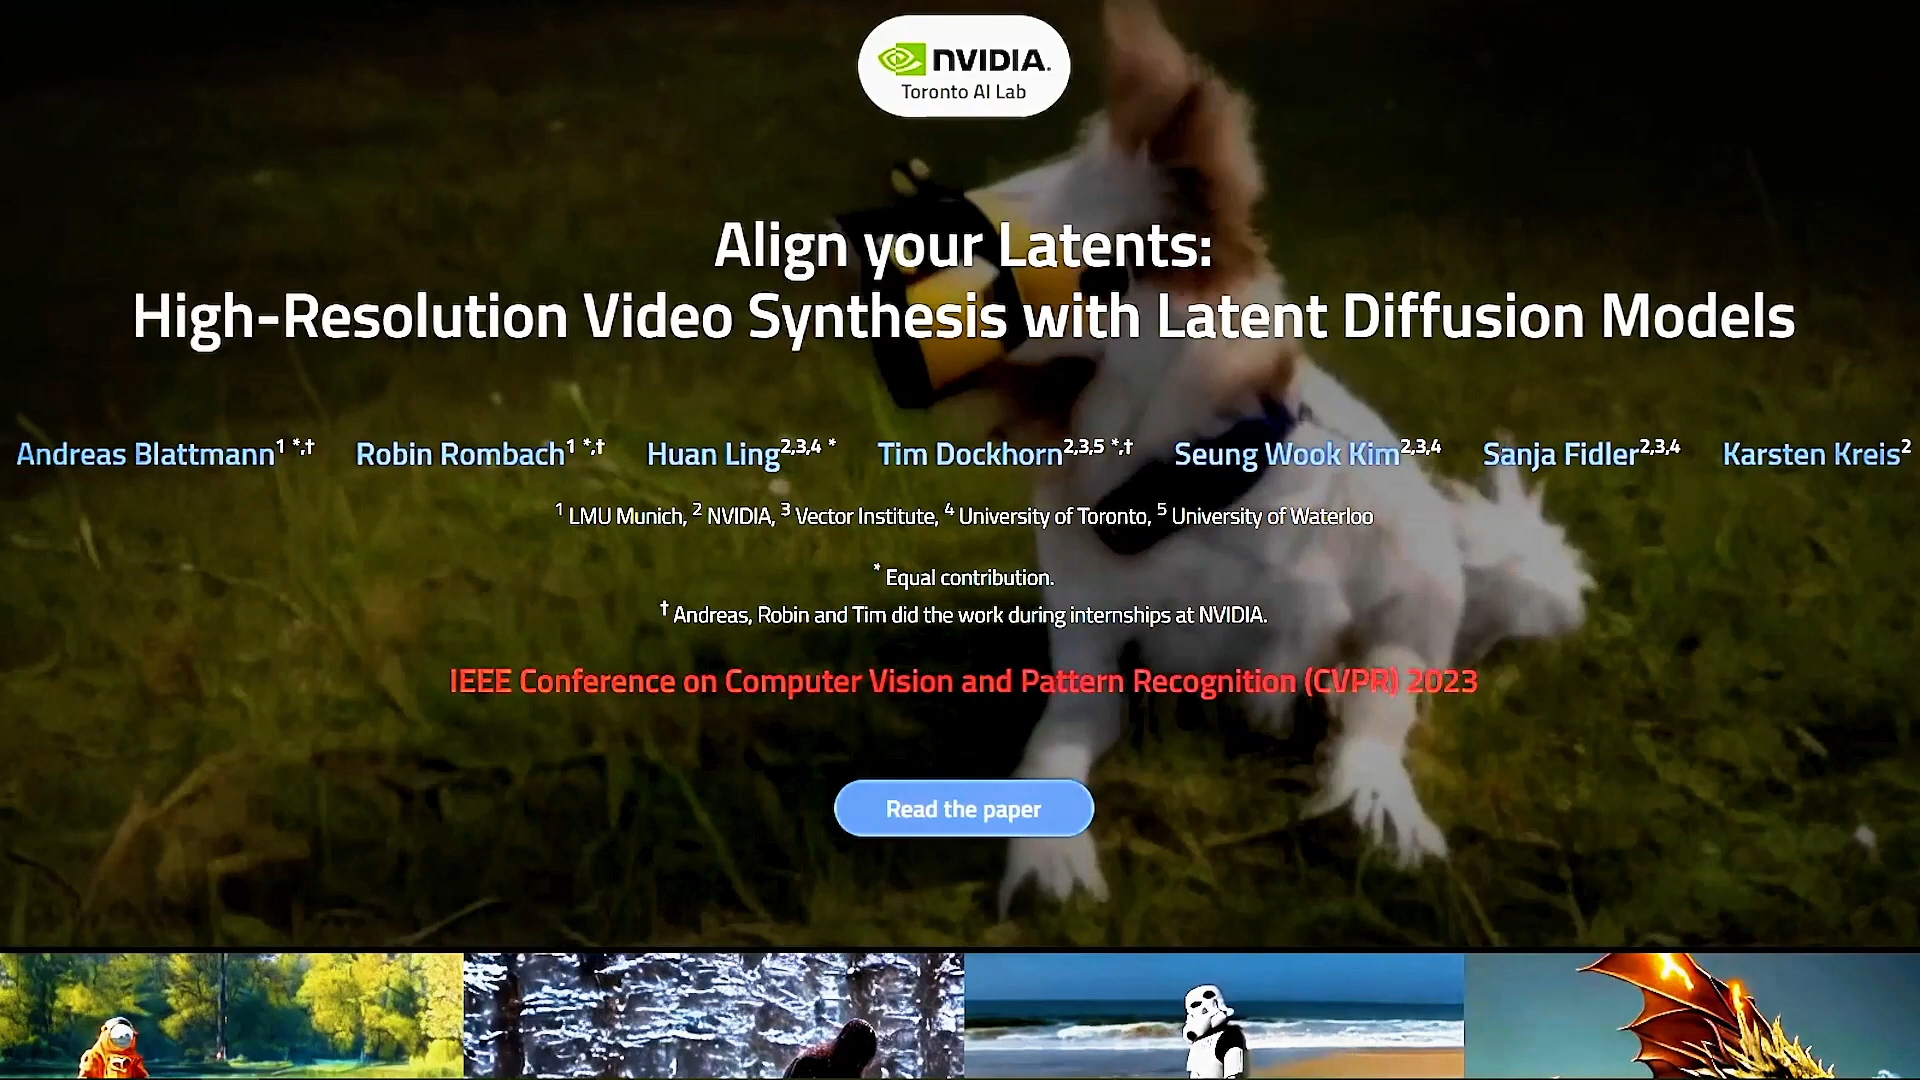 NVIDIA.
Toronto AI Lab
Align your Latents:
High-Resolution Video Synthesis with Latent Diffusion Models
Andreas Blattmann1 *,† Robin Rombach1 *,† Huan Ling2,3,4 * Tim Dockhorn2,3,5 *,† Seung Wook Kim2,3,4 Sanja Fidler2,3,4 Karsten Kreis2
1 LMU Munich, 2 NVIDIA, 3 Vector Institute, 4 University of Toronto, 5 University of Waterloo
* Equal contribution.
† Andreas, Robin and Tim did the work during internships at NVIDIA.
IEEE Conference on Computer Vision and Pattern Recognition (CVPR) 2023
Read the paper